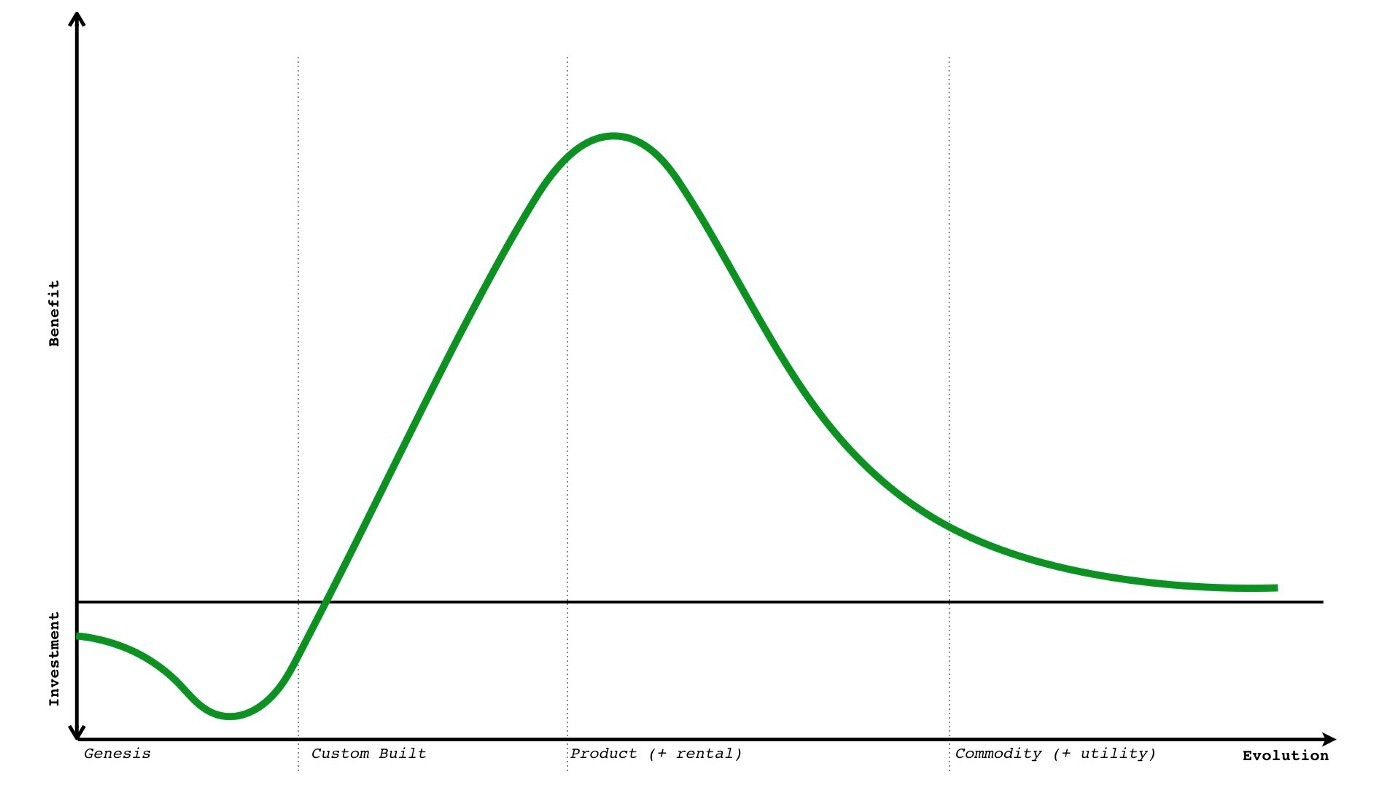 Benefit
Investment
Genesis
Custom Built
Product (+ rental)
Commodity (+ utility)
Evolution